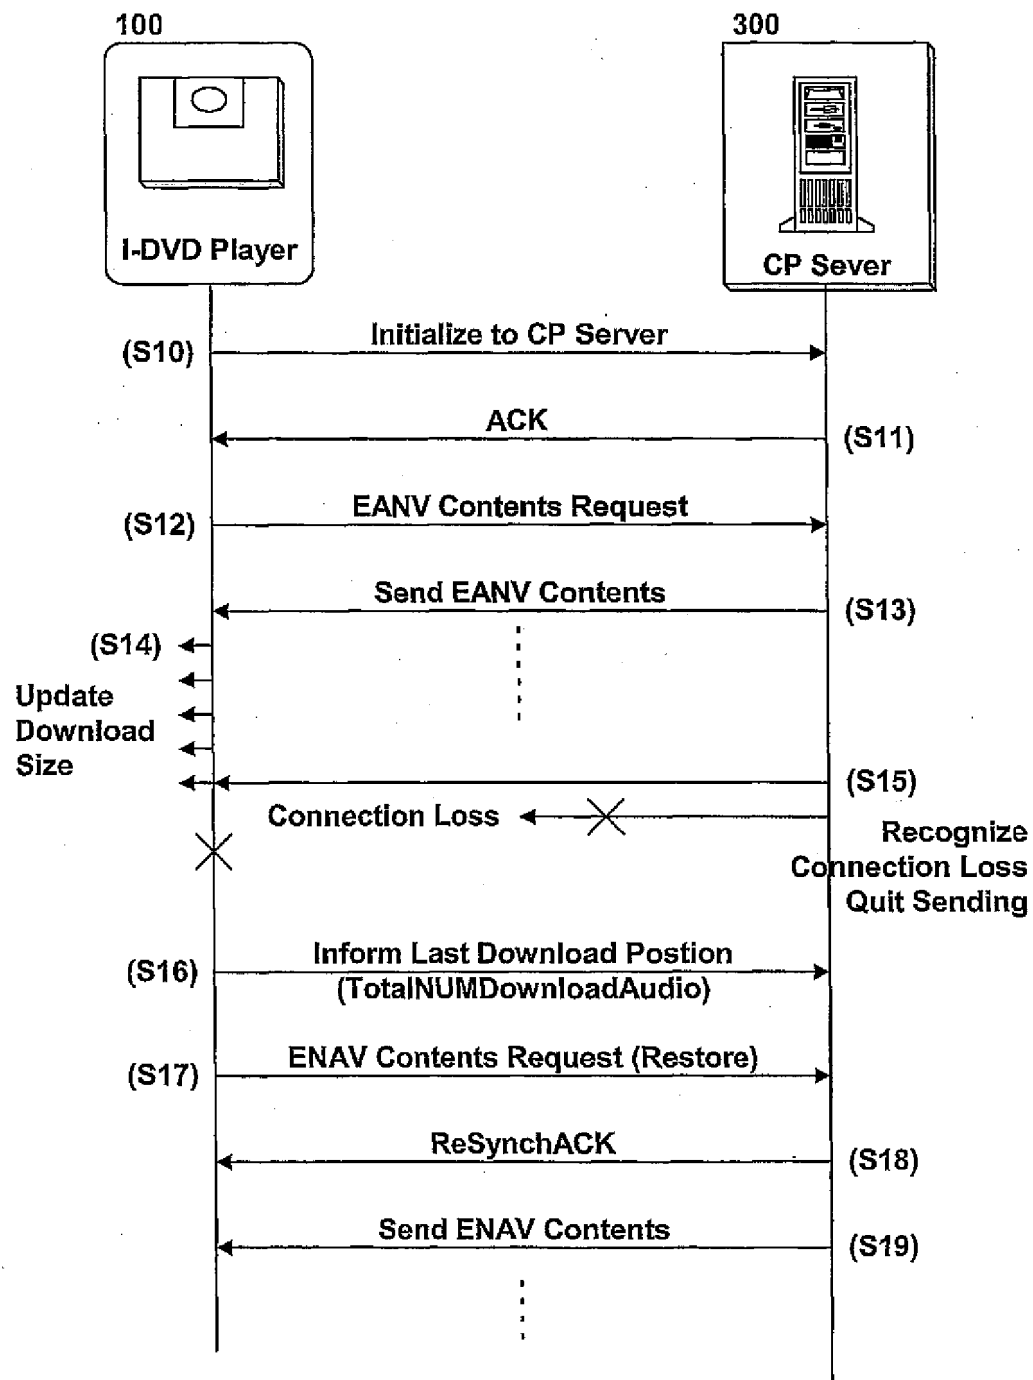 100
300
I-DVD Player
CP Sever
Initialize to CP Server
(S10)
ACK
(S11)
EANV Contents Request
(S12)
Send EANV Contents
(S13)
(S14)
Update
Download
Size
(S15)
Connection Loss
Recognize
Connection Loss
Quit Sending
Inform Last Download Postion
(S16)
(TotalNUMDownloadAudio)
ENAV Contents Request (Restore)
(S17)
ReSynchACK
(S18)
Send ENAV Contents
(S19)